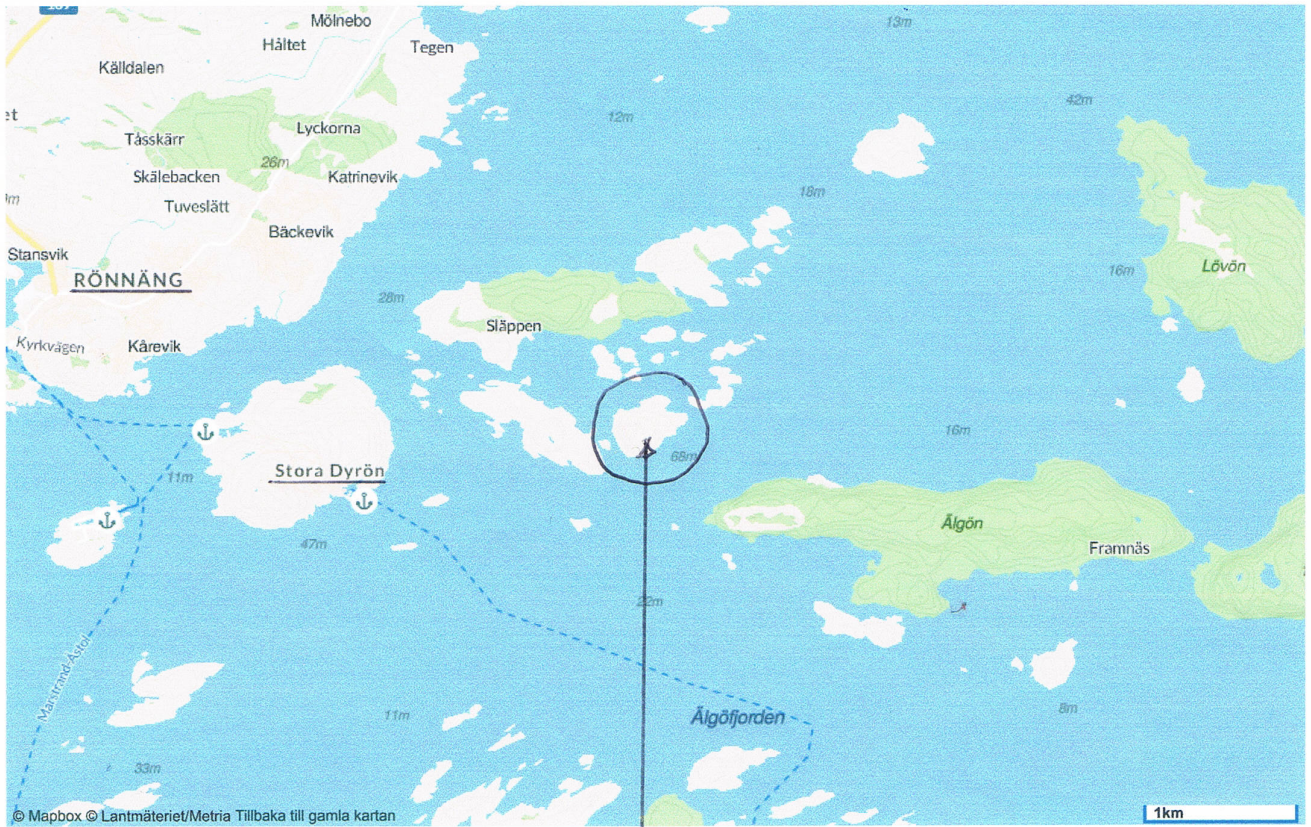 Mölnebo
Håltet
Tegen
13m
Källdalen
42m
12m
Lyckorna
Tåsskärr
26m
Skälebacken
Katrinevik
18m
Tuveslätt
Bäckevik
Stansvik
Lövön
16m
RÖNNÄNG
28m
Släppen
Kyrkvägen
Kårevik
16m
68m
Stora Dyrön
11m
Älgön
47m
Framnäs
22m
Marstrand-Åstol
8m
11m
Älgöfjorden
33m
© Mapbox © Lantmäteriet/Metria Tillbaka till gamla kartan
1km